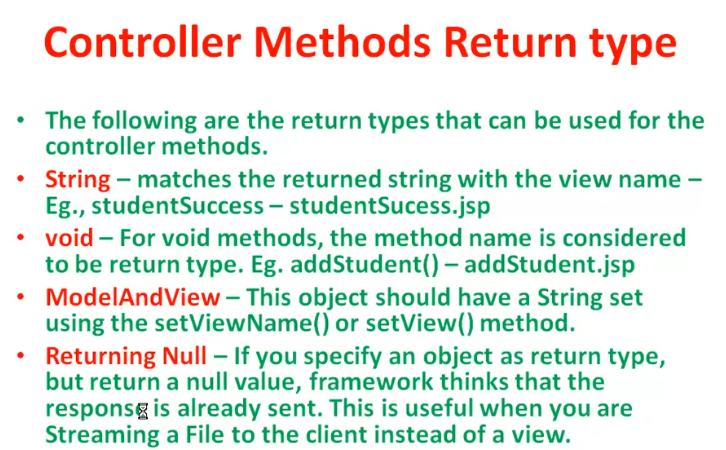 Controller Methods Return type
• The following are the return types that can be used for the
controller methods.
• String – matches the returned string with the view name –
Eg., studentSuccess – studentSucess.jsp
• void – For void methods, the method name is considered
to be return type. Eg. addStudent() – addStudent.jsp
• ModelAndView – This object should have a String set
using the setViewName() or setView() method.
• Returning Null – If you specify an object as return type,
but return a null value, framework thinks that the
response is already sent. This is useful when you are
Streaming a File to the client instead of a view.